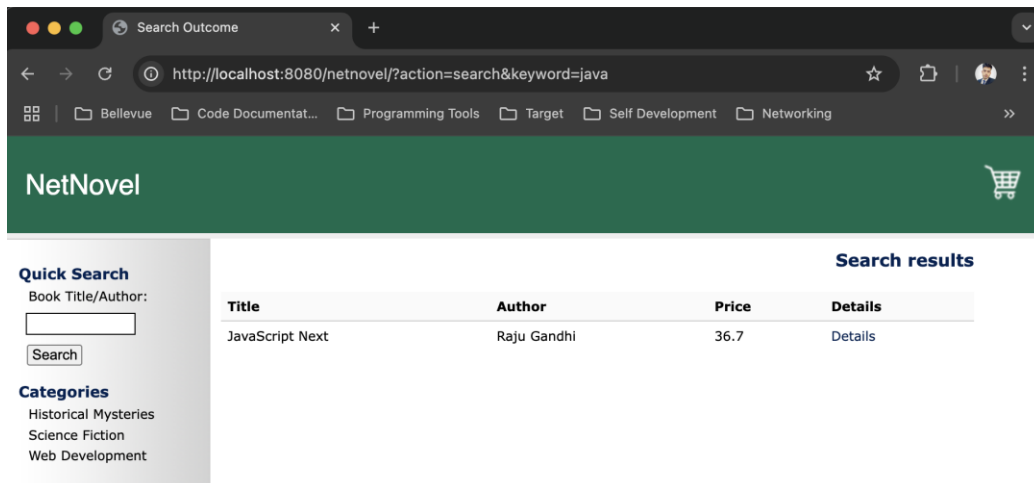 Search Outcome
http://localhost:8080/netnovel/?action=search&keyword=java
Bellevue Code Documentat... Programming Tools Target Self Development Networking
NetNovel
Quick Search
Book Title/Author:
Search
Categories
Historical Mysteries
Science Fiction
Web Development
Search results
Title Author Price Details
JavaScript Next Raju Gandhi 36.7 Details